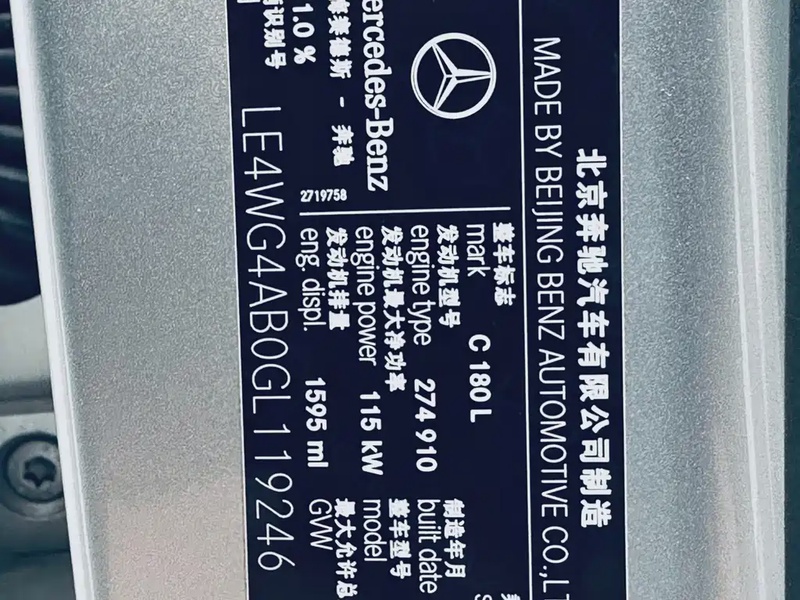 北京奔驰汽车有限公司制造
MADE BY BEIJING BENZ AUTOMOTIVE CO.,LT
Mercedes-Benz
梅赛德斯 - 奔驰
2719758
整车标志
mark C 180 L
发动机型号
engine type 274 910
发动机最大净功率
engine power 115 kW
发动机排量
eng. displ. 1595 ml
制造年月
built date
整车型号
model
最大允许总
GVW
1.0 %
识别号
LE4WG4AB0GL119246